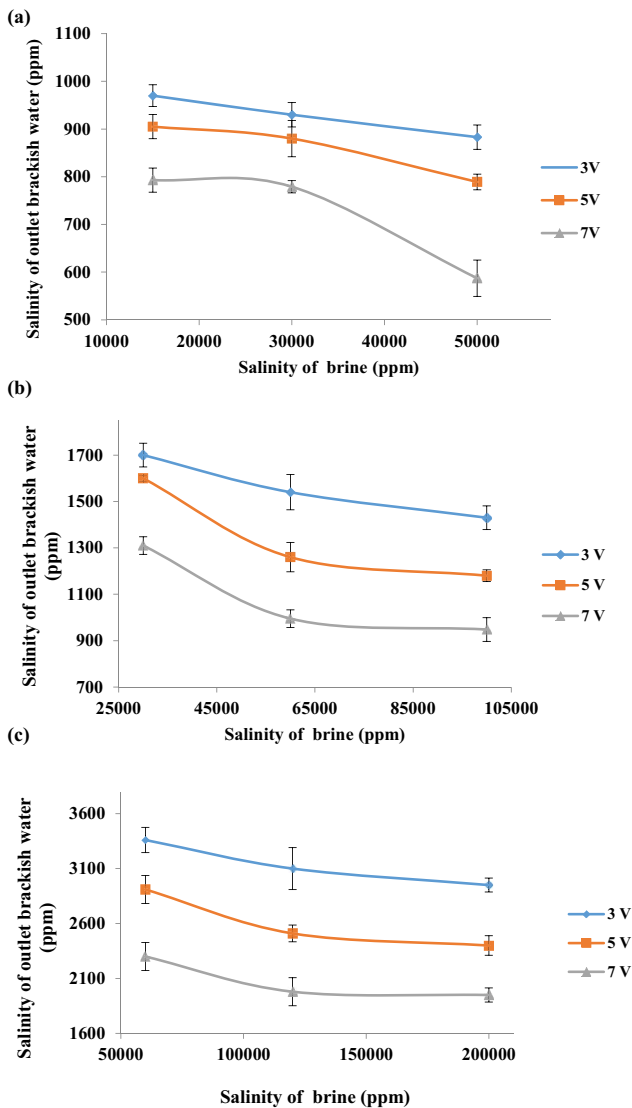 (a)
Salinity of outlet brackish water (ppm)
1100
1000
900
800
700
600
500
10000
20000
30000
40000
50000
Salinity of brine (ppm)
3V
5V
7V
(b)
Salinity of outlet brackish water
(ppm)
1700
1500
1300
1100
900
700
25000
45000
65000
85000
105000
Salinity of brine (ppm)
3 V
5 V
7 V
(c)
Salinity of outlet brackish water
(ppm)
3600
3100
2600
2100
1600
50000
100000
150000
200000
Salinity of brine (ppm)
3 V
5 V
7 V